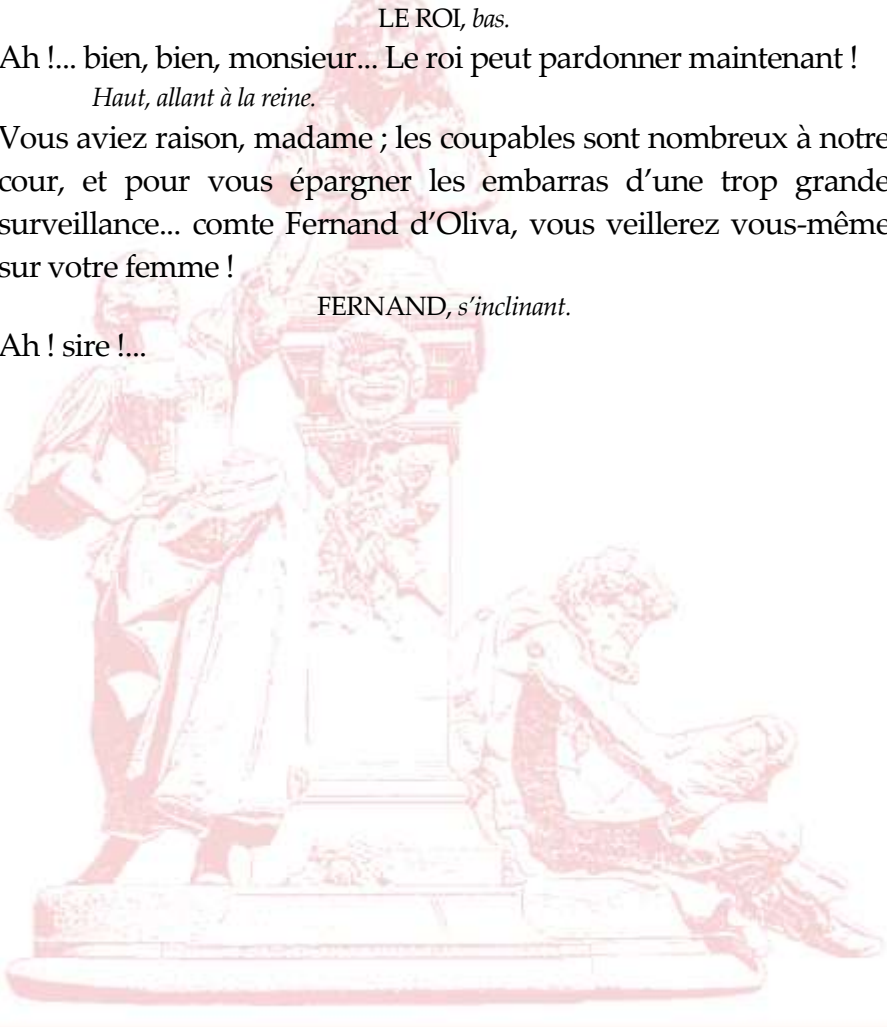 LE ROI, bas.
Ah !... bien, bien, monsieur... Le roi peut pardonner maintenant !
Haut, allant à la reine.
Vous aviez raison, madame ; les coupables sont nombreux à notre
cour, et pour vous épargner les embarras d’une trop grande
surveillance... comte Fernand d’Oliva, vous veillerez vous-même
sur votre femme !
FERNAND, s’inclinant.
Ah ! sire !...